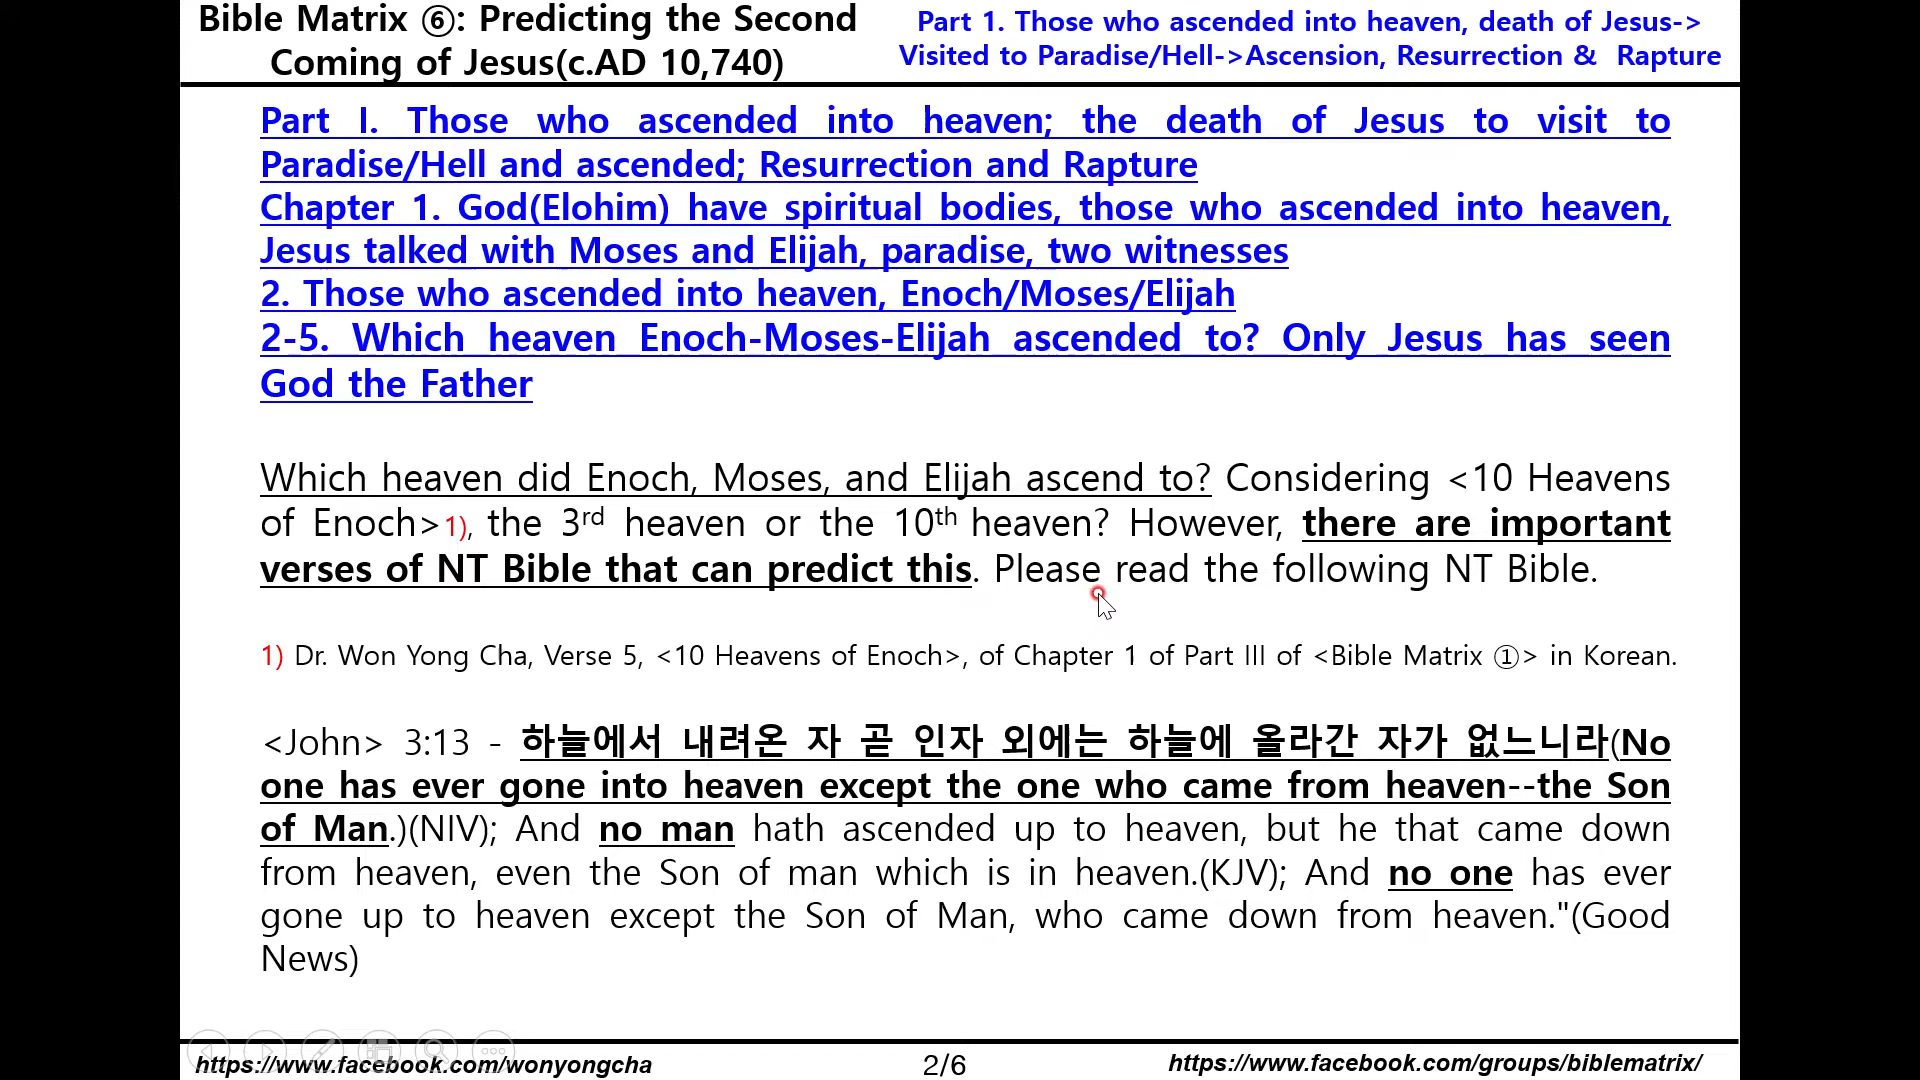 Bible Matrix ⑥: Predicting the Second
Coming of Jesus(c.AD 10,740)
Part 1. Those who ascended into heaven, death of Jesus->
Visited to Paradise/Hell->Ascension, Resurrection & Rapture
Part I. Those who ascended into heaven; the death of Jesus to visit to
Paradise/Hell and ascended; Resurrection and Rapture
Chapter 1. God(Elohim) have spiritual bodies, those who ascended into heaven,
Jesus talked with Moses and Elijah, paradise, two witnesses
2. Those who ascended into heaven, Enoch/Moses/Elijah
2-5. Which heaven Enoch-Moses-Elijah ascended to? Only Jesus has seen
God the Father
Which heaven did Enoch, Moses, and Elijah ascend to? Considering <10 Heavens
of Enoch>1), the 3rd heaven or the 10th heaven? However, there are important
verses of NT Bible that can predict this. Please read the following NT Bible.
1) Dr. Won Yong Cha, Verse 5, <10 Heavens of Enoch>, of Chapter 1 of Part III of <Bible Matrix ①> in Korean.
<John> 3:13 - 하늘에서 내려온 자 곧 인자 외에는 하늘에 올라간 자가 없느니라(No
one has ever gone into heaven except the one who came from heaven--the Son
of Man.)(NIV); And no man hath ascended up to heaven, but he that came down
from heaven, even the Son of man which is in heaven.(KJV); And no one has ever
gone up to heaven except the Son of Man, who came down from heaven."(Good
News)
https://www.facebook.com/wonyongcha
2/6
https://www.facebook.com/groups/biblematrix/